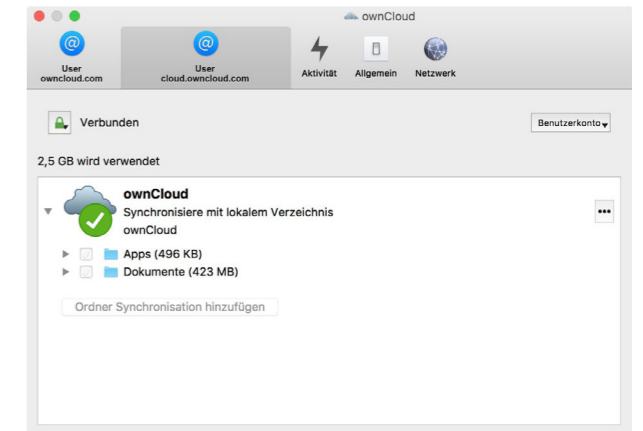 ownCloud
User
owncloud.com
User
cloud.owncloud.com
Aktivität
Allgemein
Netzwerk
Verbunden
Benutzerkonto
2,5 GB wird verwendet
ownCloud
Synchronisiere mit lokalem Verzeichnis
ownCloud
Apps (496 KB)
Dokumente (423 MB)
Ordner Synchronisation hinzufügen